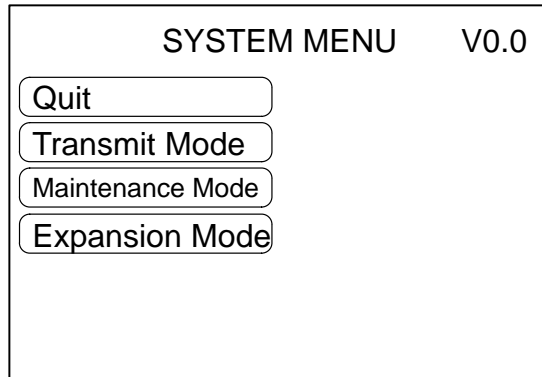 SYSTEM MENU V0.0
Quit
Transmit Mode
Maintenance Mode
Expansion Mode